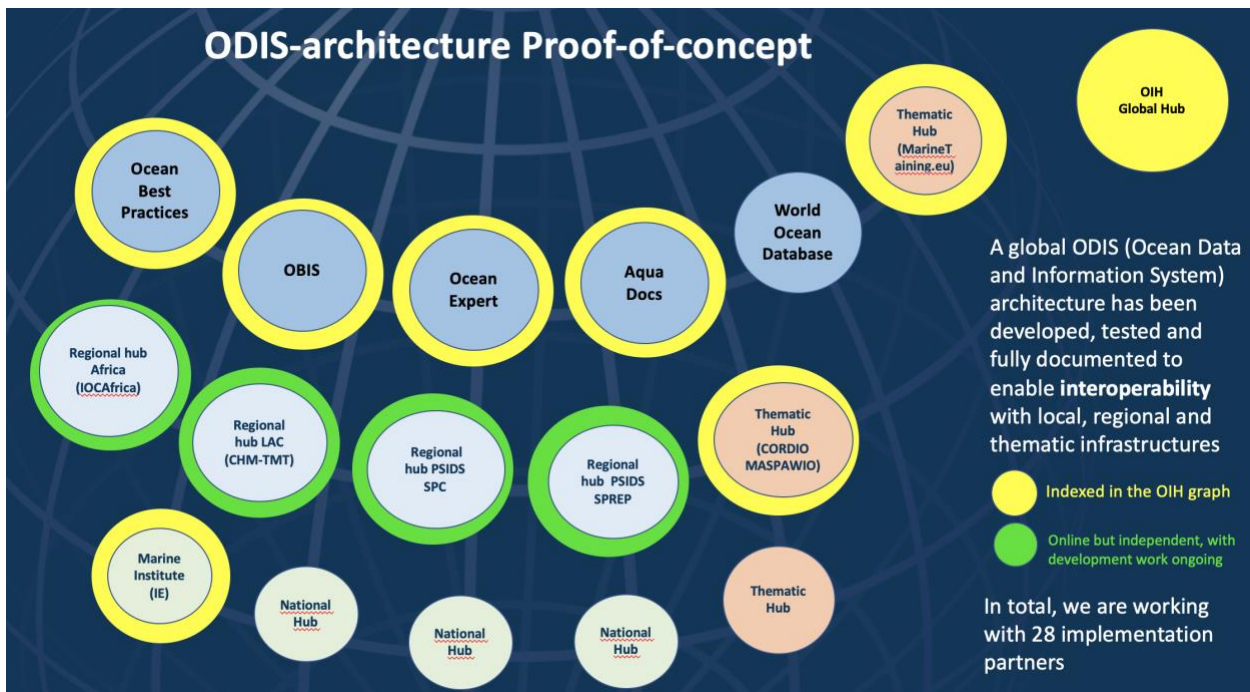 ODIS-architecture Proof-of-concept
OIH
Global Hub
Thematic
Hub
(MarineT
aining.eu)
Ocean
Best
Practices
OBIS
Ocean
Expert
Aqua
Docs
World
Ocean
Database
Regional hub
Africa
(IOCAfrica)
Regional
hub LAC
(CHM-TMT)
Regional
hub PSIDS
SPC
Regional
hub PSIDS
SPREP
Thematic
Hub
(CORDIO
MASPAWIO)
Marine
Institute
(IE)
National
Hub
National
Hub
National
Hub
Thematic
Hub
A global ODIS (Ocean Data
and Information System)
architecture has been
developed, tested and
fully documented to
enable interoperability
with local, regional and
thematic infrastructures
Indexed in the OIH graph
Online but independent, with
development work ongoing
In total, we are working
with 28 implementation
partners